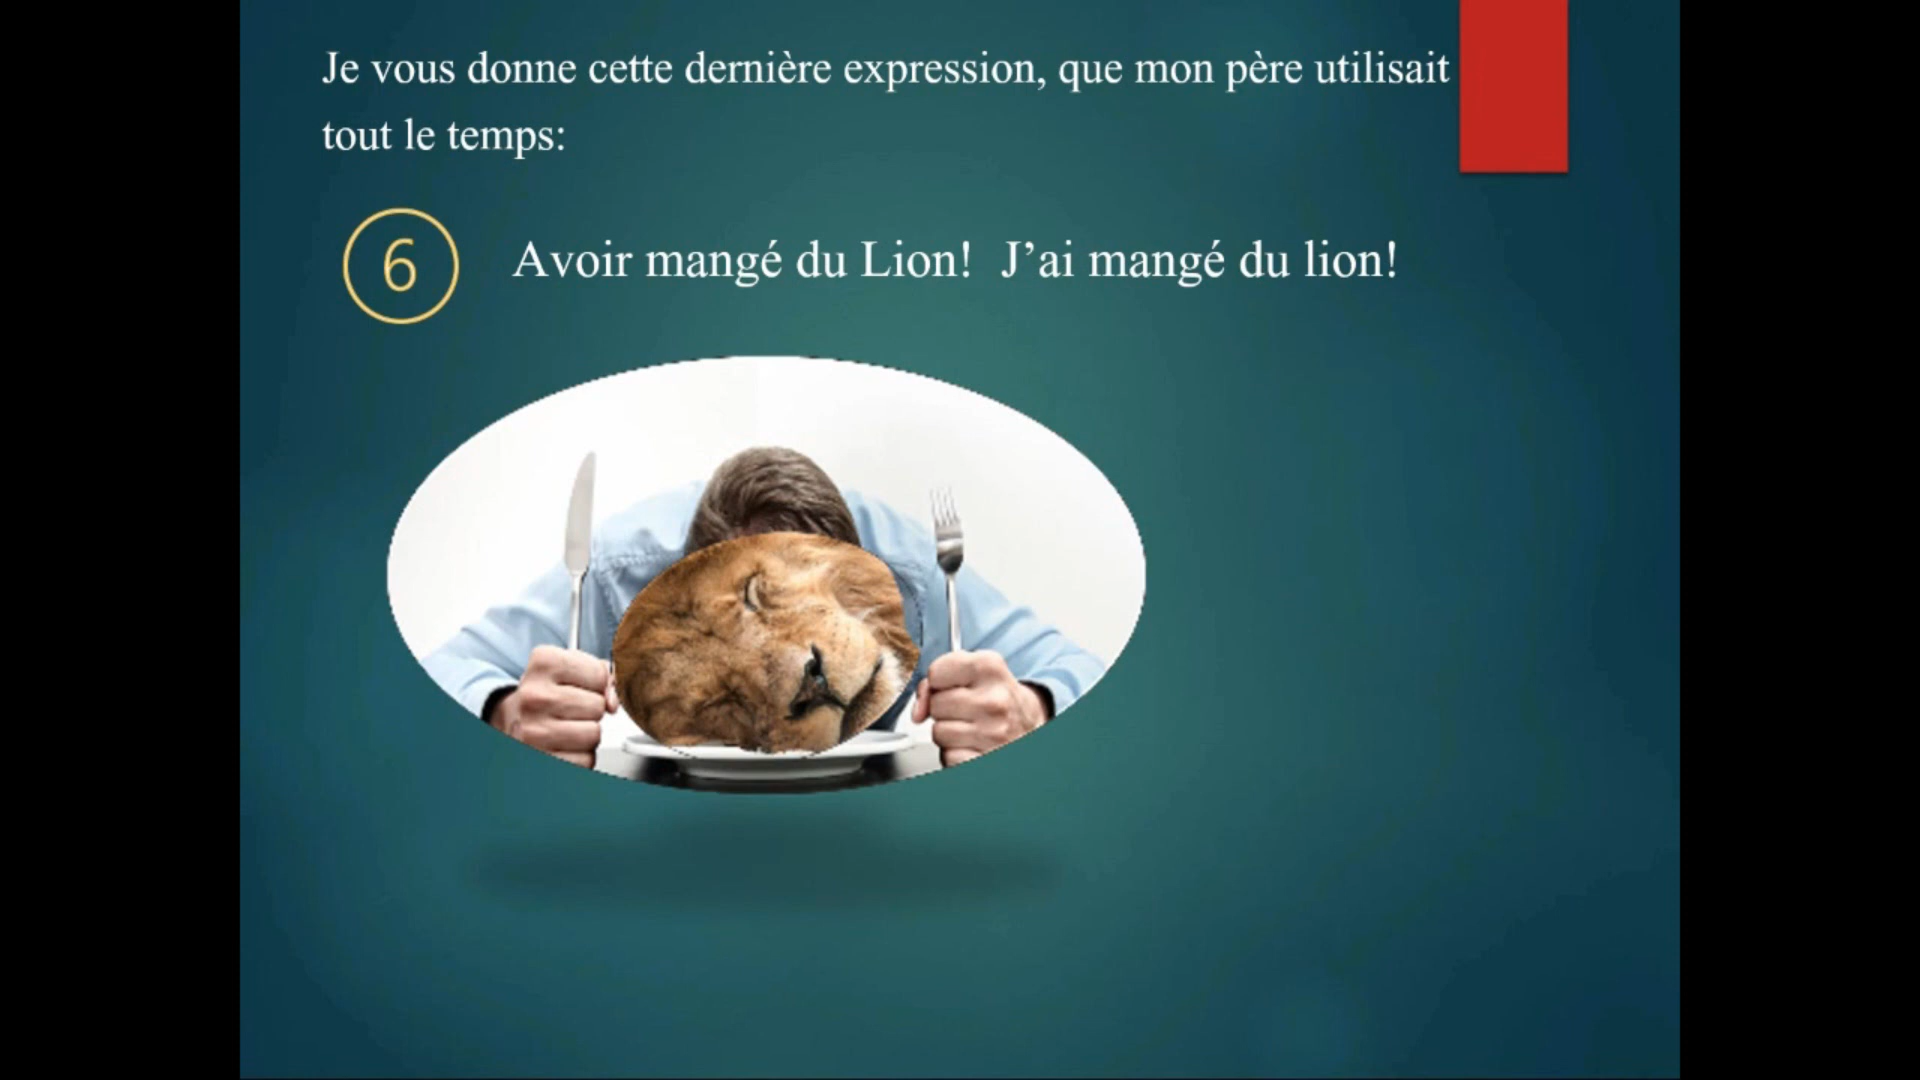 Je vous donne cette dernière expression, que mon père utilisait
tout le temps:
6 Avoir mangé du Lion! J’ai mangé du lion!